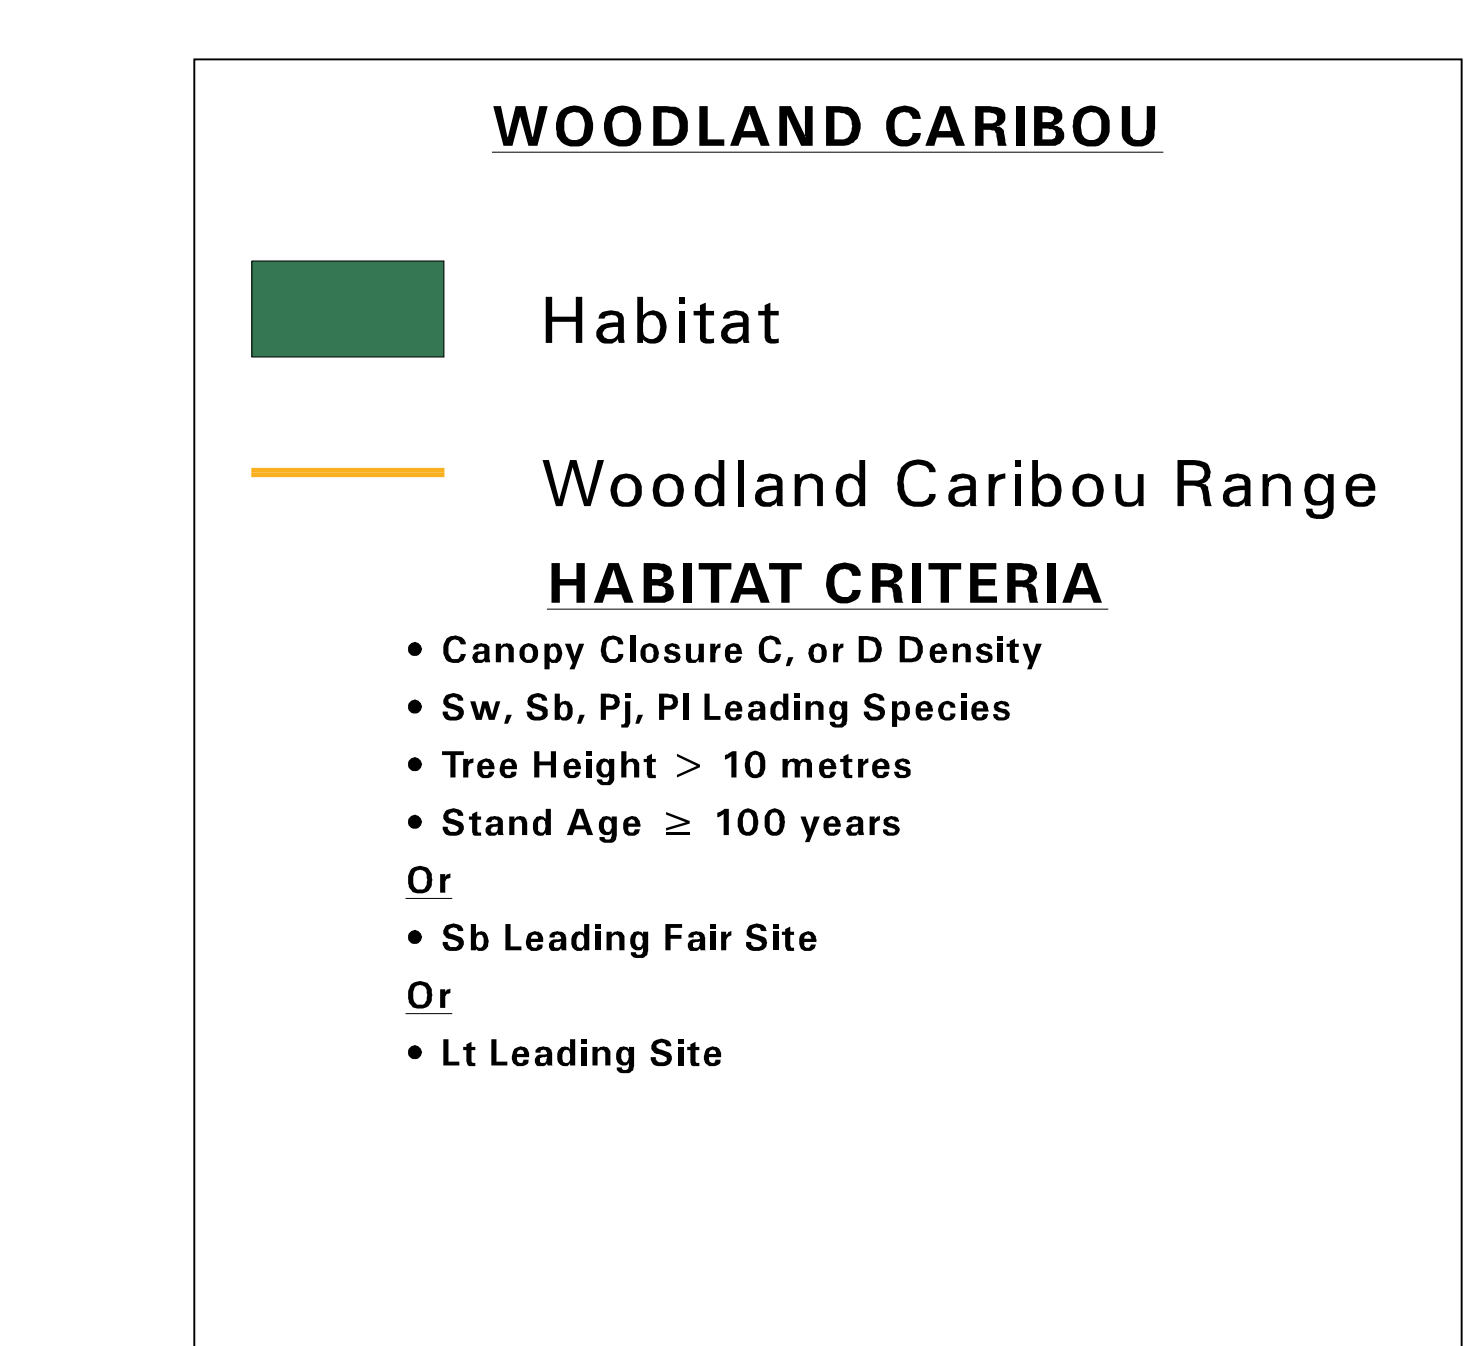 WOODLAND CARIBOU
Habitat
Woodland Caribou Range
HABITAT CRITERIA
• Canopy Closure C, or D Density
• Sw, Sb, Pj, Pl Leading Species
• Tree Height > 10 metres
• Stand Age ≥ 100 years
Or
• Sb Leading Fair Site
Or
• Lt Leading Site